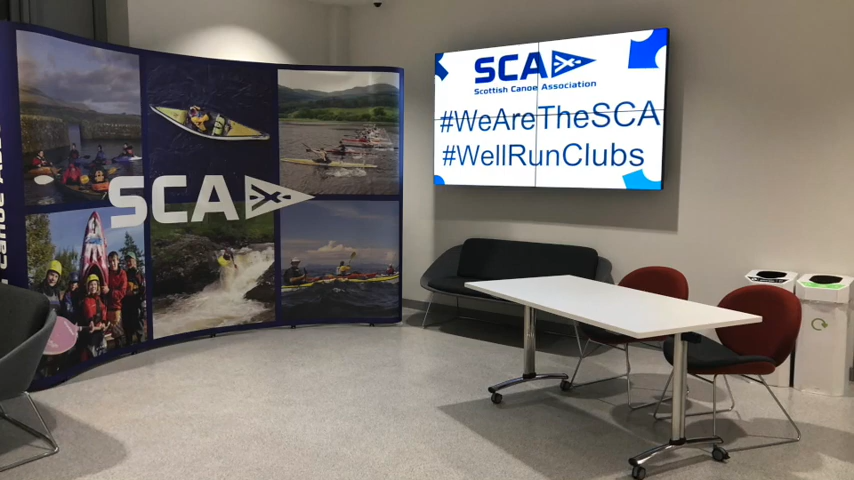 SCA
SCA
Scottish Canoe Association
#WeAreTheSCA
#WellRunClubs